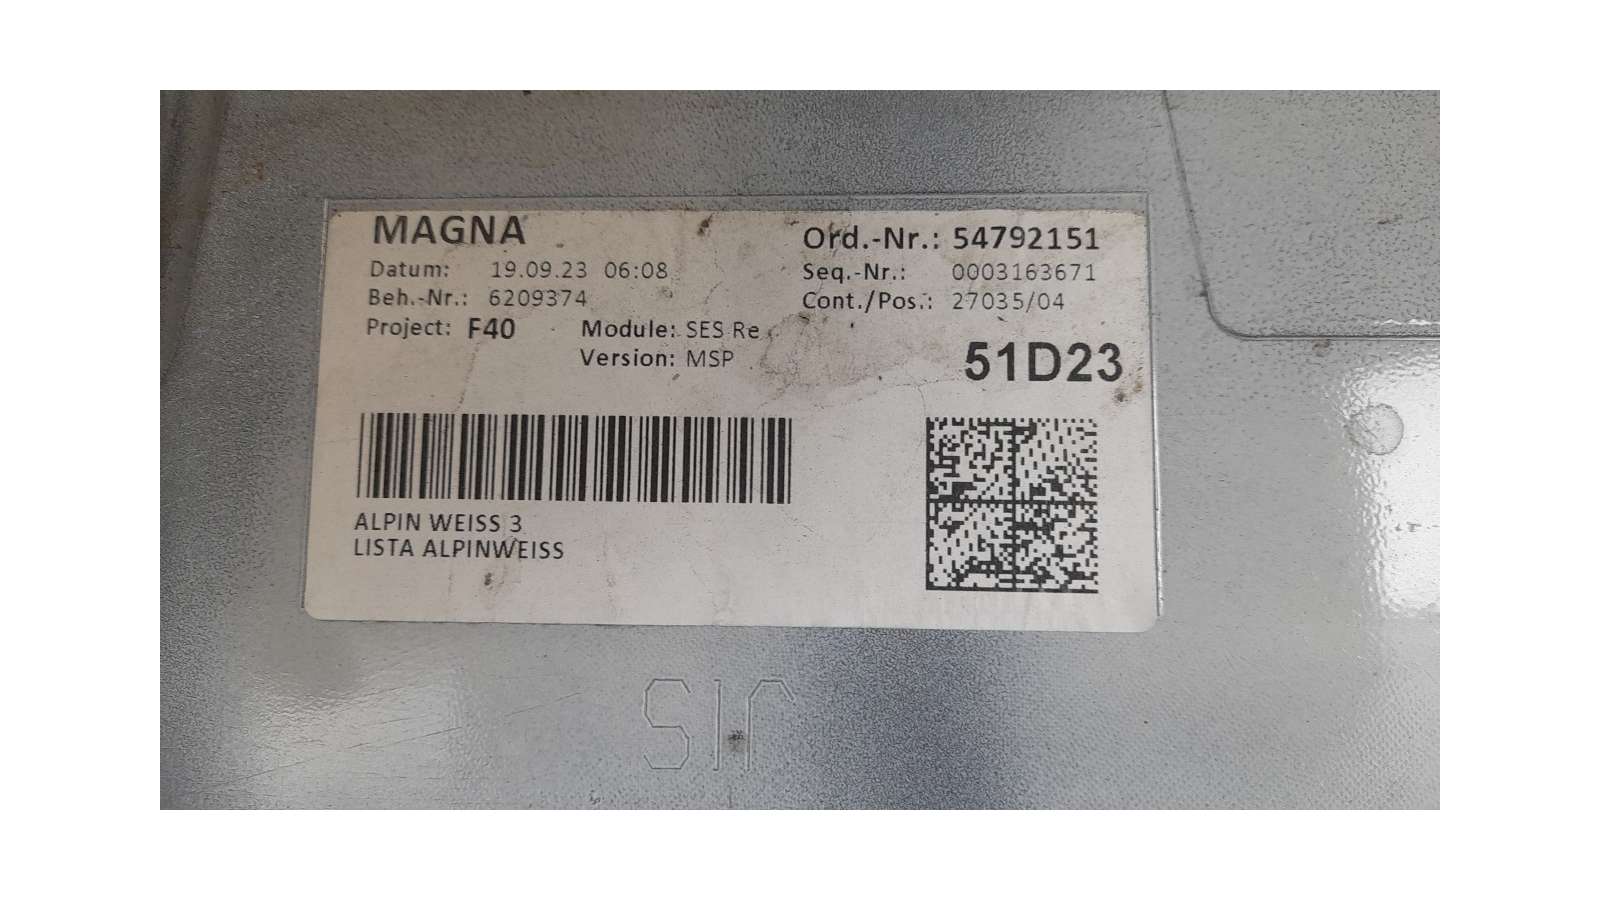 MAGNA
Datum: 19.09.23 06:08
Beh.-Nr.: 6209374
Project: F40 Module: SES Re
Version: MSP
Ord.-Nr.: 54792151
Seq.-Nr.: 0003163671
Cont./Pos.: 27035/04
51D23
ALPIN WEISS 3
LISTA ALPINWEISS